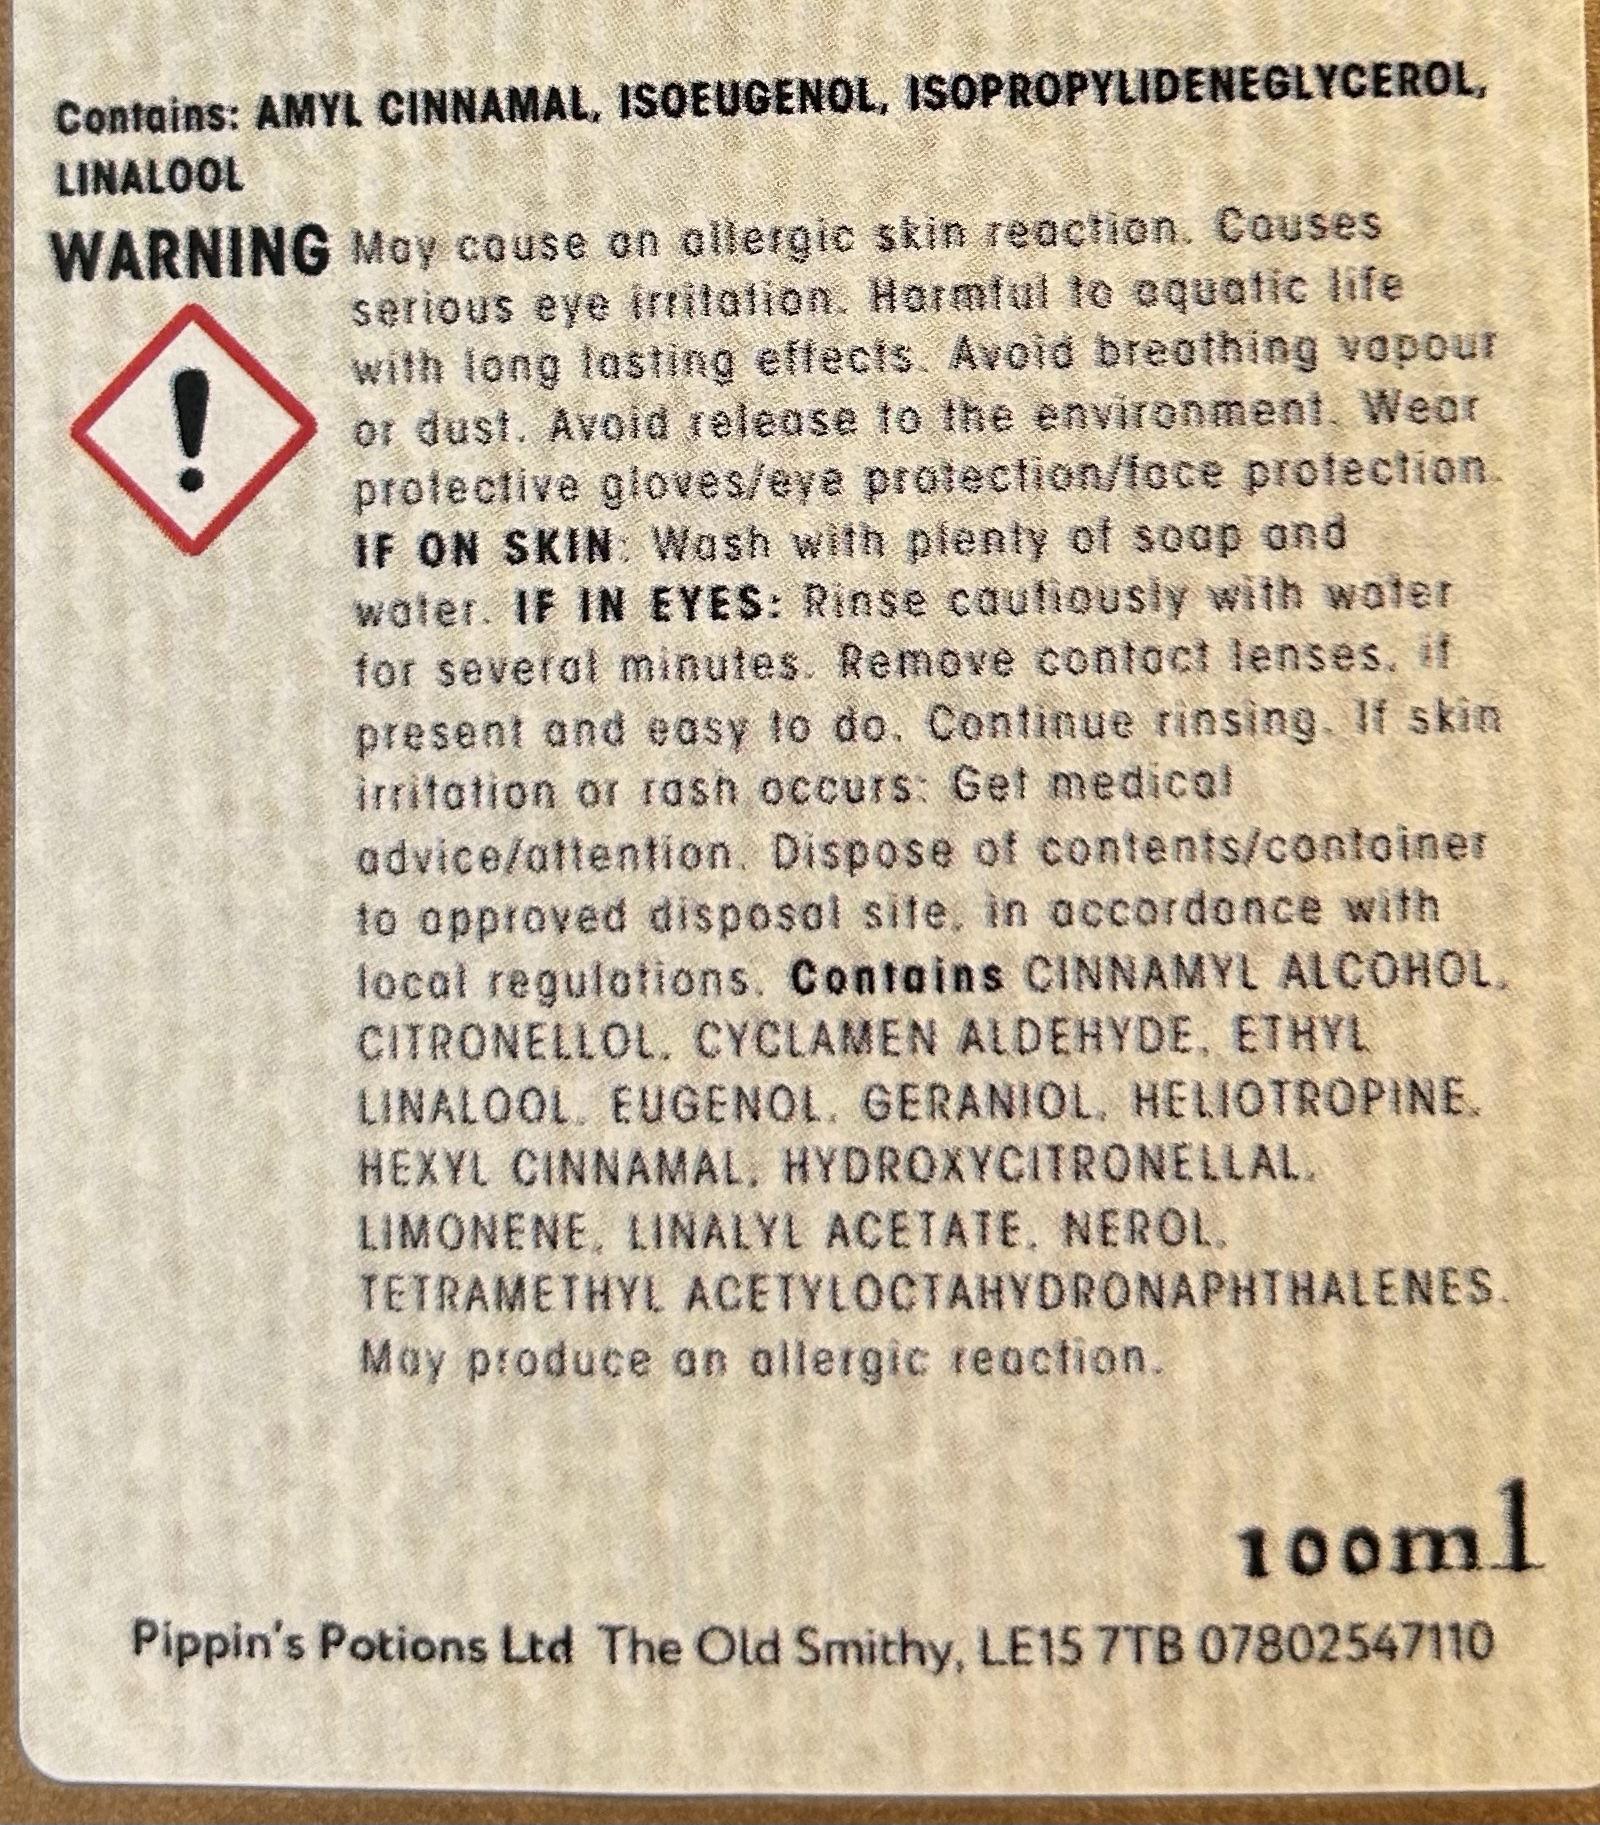 Contains: AMYL CINNAMAL, ISOEUGENOL, ISOPROPYLIDENEGLYCEROL,
LINALOOL
WARNING May cause an allergic skin reaction. Causes
serious eye irritation. Harmful to aquatic life
with long lasting effects. Avoid breathing vapour
or dust. Avoid release to the environment. Wear
protective gloves/eye protection/face protection.
IF ON SKIN: Wash with plenty of soap and
water. IF IN EYES: Rinse cautiously with water
for several minutes. Remove contact lenses, if
present and easy to do. Continue rinsing. If skin
irritation or rash occurs: Get medical
advice/attention. Dispose of contents/container
to approved disposal site, in accordance with
local regulations. Contains CINNAMYL ALCOHOL,
CITRONELLOL, CYCLAMEN ALDEHYDE, ETHYL
LINALOOL, EUGENOL, GERANIOL, HELIOTROPINE,
HEXYL CINNAMAL, HYDROXYCITRONELLAL,
LIMONENE, LINALYL ACETATE, NEROL,
TETRAMETHYL ACETYLOCTAHYDRONAPHTHALENES.
May produce an allergic reaction.
100ml
Pippin's Potions Ltd The Old Smithy, LE15 7TB 07802547110